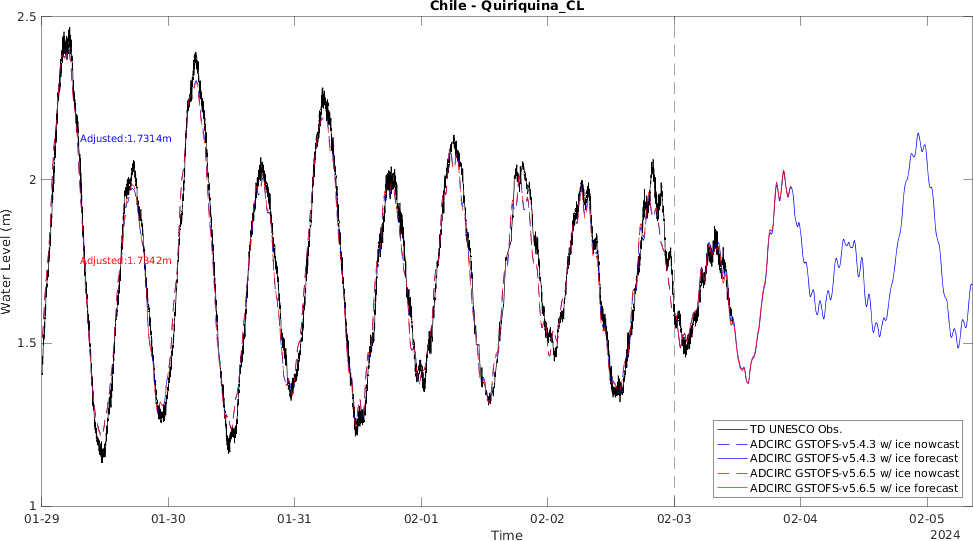 Chile - Quiriquina_CL
2.5
2
1.5
1
Water Level (m)
Adjusted:1.7314m
Adjusted:1.7342m
TD UNESCO Obs.
ADCIRC GSTOFS-v5.4.3 w/ ice nowcast
ADCIRC GSTOFS-v5.4.3 w/ ice forecast
ADCIRC GSTOFS-v5.6.5 w/ ice nowcast
ADCIRC GSTOFS-v5.6.5 w/ ice forecast
01-29 01-30 01-31 02-01 02-02 02-03 02-04 02-05
Time
2024